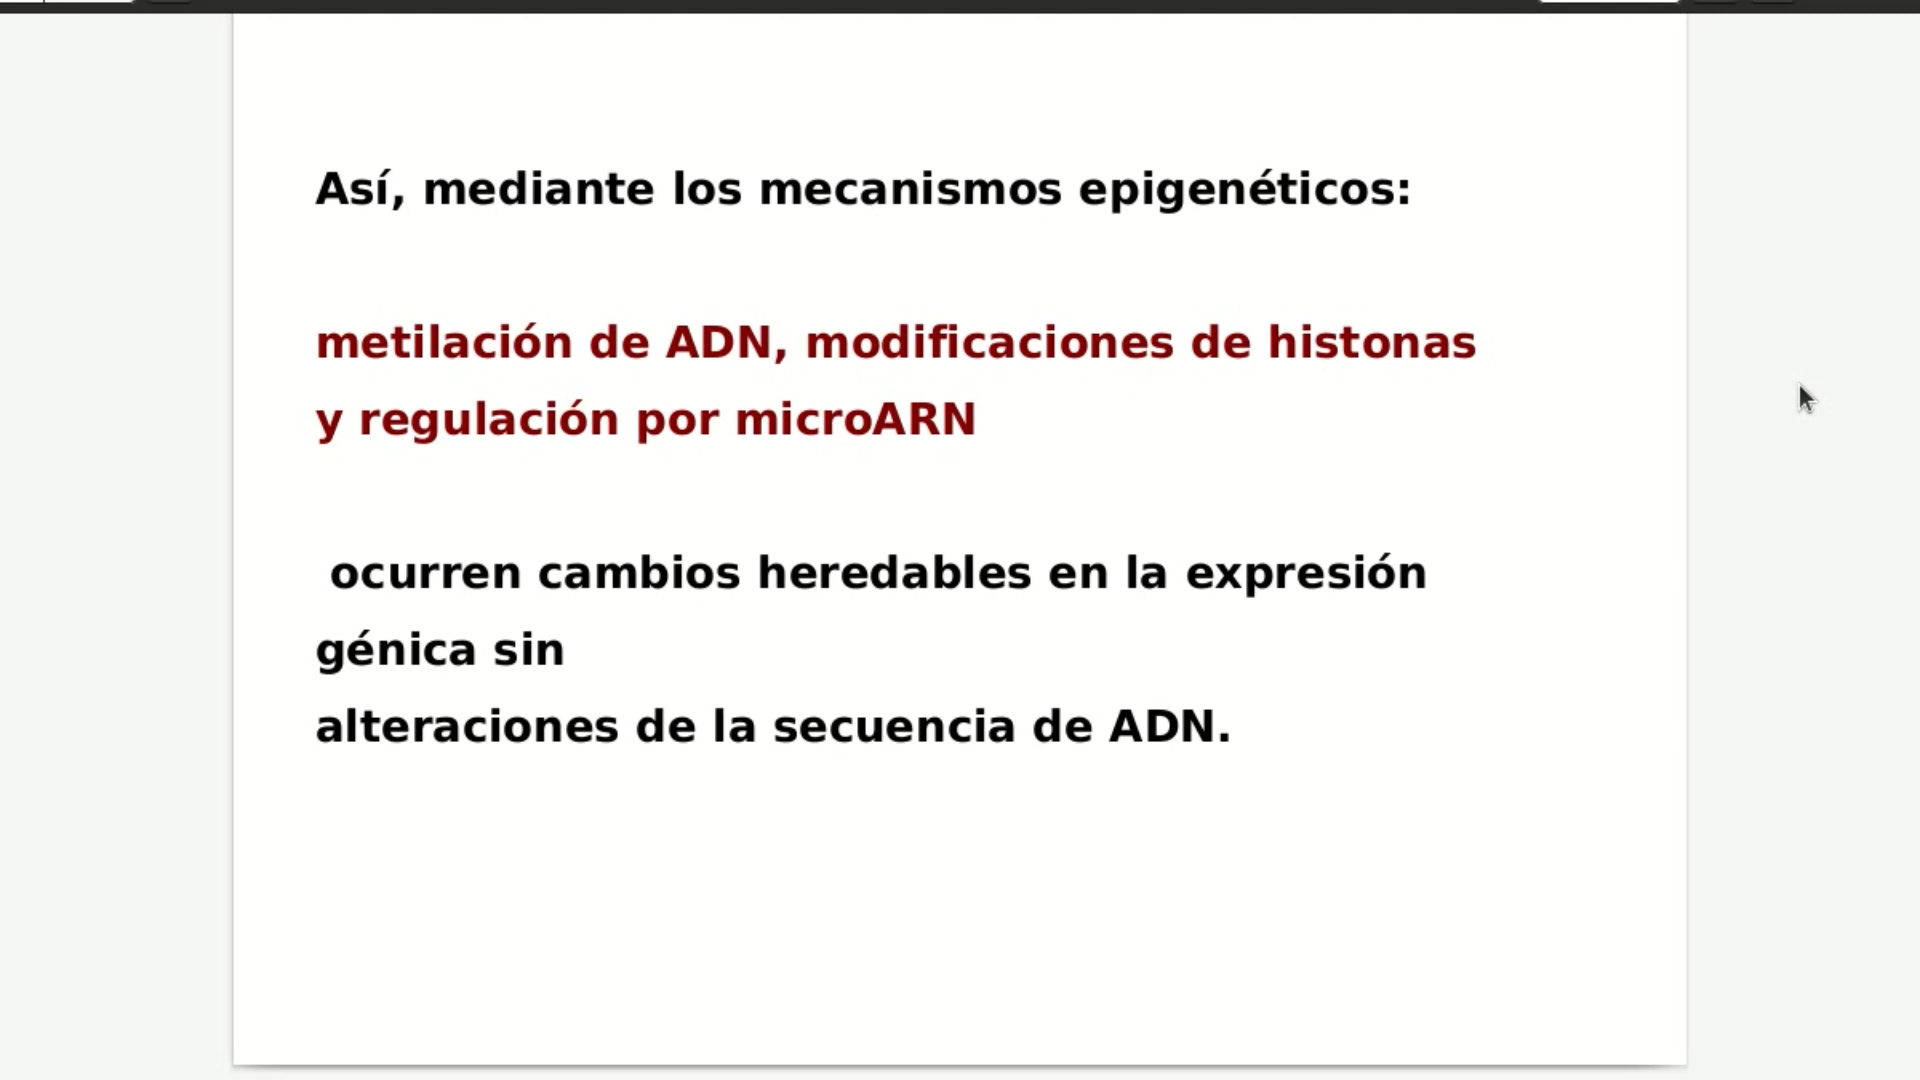 Así, mediante los mecanismos epigenéticos:
metilación de ADN, modificaciones de histonas
y regulación por microARN
ocurren cambios heredables en la expresión
génica sin
alteraciones de la secuencia de ADN.